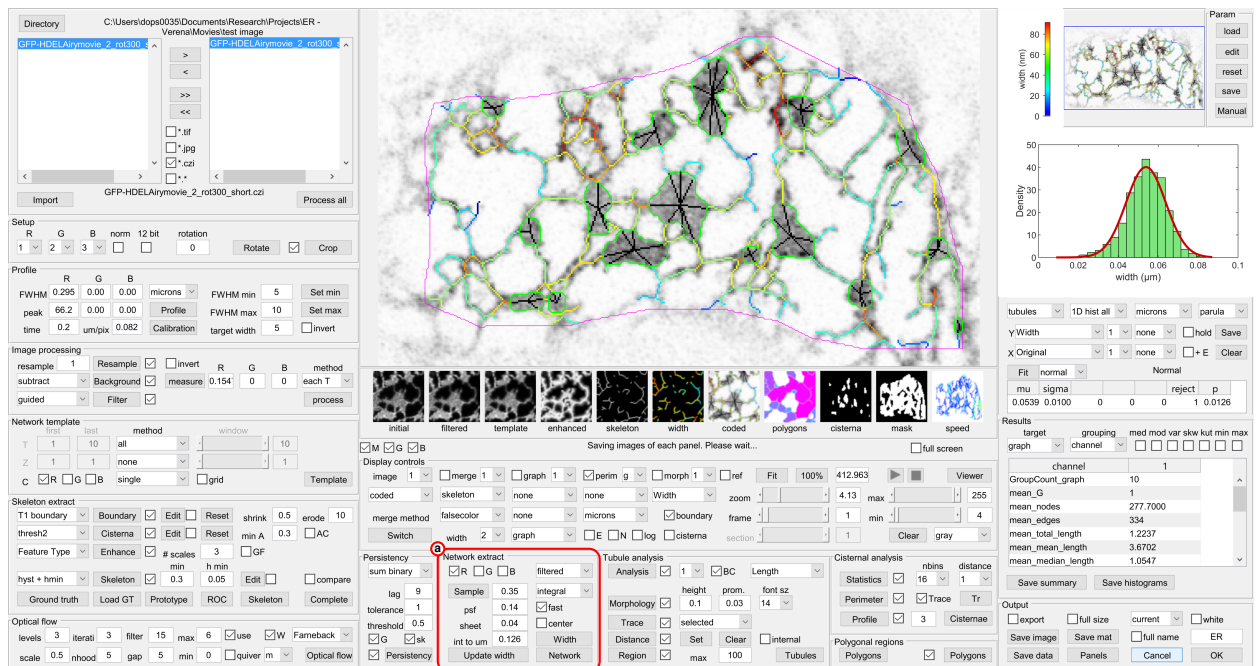 Directory
C:\Users\dops0035\Documents\Research\Projects\ER -
Verena\Movies\test image
GFP-HDELAirymovie_2_rot300_s
GFP-HDELAirymovie_2_rot300_s
>
<
>>
<<
*.tif
*.jpg
*.czi
*.*
GFP-HDELAirymovie_2_rot300_short.czi
Import
Process all
Setup
R G B norm 12 bit rotation
1 2 3 0 Rotate Crop
Profile
R G B
FWHM 0.295 0.00 0.00 microns FWHM min 5 Set min
peak 66.2 0.00 0.00 Profile FWHM max 10 Set max
time 0.2 um/pix 0.082 Calibration target width 5 invert
Image processing
resample 1 Resample invert R G B method
subtract Background measure 0.154 0 0 each T
guided Filter process
Network template
first last method window
T 1 10 all 10
Z 1 1 none 1
C R G B single grid Template
Skeleton extract
T1 boundary Boundary Edit Reset shrink 0.5 erode 10
thresh2 Cisterna Edit Reset min A 0.3 AC
Feature Type Enhance # scales 3 GF
min h min
hyst + hmin Skeleton 0.3 0.05 Edit compare
Ground truth Load GT Prototype ROC Skeleton Complete
Optical flow
levels 3 iterati 3 filter 15 max 6 use W Farneback
scale 0.5 nhood 5 gap 5 min 0 quiver m Optical flow
initial filtered template enhanced skeleton width coded polygons cisterna mask speed
M G B Saving images of each panel. Please wait... full screen
Display controls
image 1 merge 1 graph 1 perim g morph 1 ref Fit 100% 412.963 Viewer
coded skeleton none none Width zoom 4.13 max 255
merge method falsecolor none microns boundary frame 1 min 4
Switch width 2 graph E N log cisterna section 1 Clear gray
a
Persistency
sum binary
lag 9
tolerance 1
threshold 0.5
G sk
Persistency
Network extract
R G B filtered
Sample 0.35 integral
psf 0.14 fast
sheet 0.04 center
int to um 0.126 Width
Update width Network
Tubule analysis
Analysis 1 BC Length
height prom. font sz
Morphology 0.1 0.03 14
Trace selected
Distance Set Clear internal
Region max 100 Tubules
Cisternal analysis
nbins distance
Statistics 16 1
Perimeter Trace Tr
Profile 3 Cisternae
Polygonal regions
Polygons Polygons
width (nm)
80
60
40
20
0
Param
load
edit
reset
save
Manual
Density
50
40
30
20
10
0
0 0.02 0.04 0.06 0.08 0.1
width (µm)
tubules 1D hist all microns parula
Y Width 1 none hold Save
X Original 1 none + E Clear
Fit normal Normal
mu sigma reject p
0.0539 0.0100 0 0 0 1 0.0126
Results
target grouping med mod var skw kut min max
graph channel
channel 1
GroupCount_graph 10
mean_G 1
mean_nodes 277.7000
mean_edges 334
mean_total_length 1.2237
mean_mean_length 3.6702
mean_median_length 1.0547
Save summary Save histograms
Output
export full size current white
Save image Save mat full name ER
Save data Panels Cancel OK